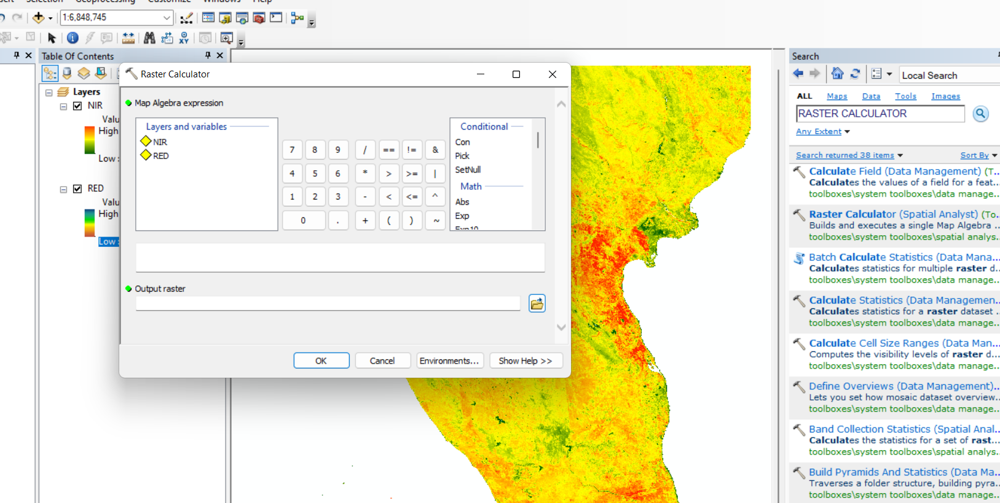 Selection
Geoprocessing
Customize
Windows
Help
1:6,848,745
Table Of Contents
Layers
NIR
Valu
High
Low :
RED
Valu
High
Low :
Raster Calculator
Map Algebra expression
Layers and variables
NIR
RED
7 8 9 / == != &
4 5 6 * > >= |
1 2 3 - < <= ^
0 . + ( ) ~
Conditional
Con
Pick
SetNull
Math
Abs
Exp
Exp10
Output raster
OK
Cancel
Environments...
Show Help >>
Search
Local Search
ALL Maps Data Tools Images
RASTER CALCULATOR
Any Extent
Search returned 38 items
Sort By
Calculate Field (Data Management) (T...
Calculates the values of a field for a feat...
toolboxes\system toolboxes\data manage...
Raster Calculator (Spatial Analyst) (To...
Builds and executes a single Map Algebra ...
toolboxes\system toolboxes\spatial analys...
Batch Calculate Statistics (Data Mana...
Calculates statistics for multiple raster d...
toolboxes\system toolboxes\data manage...
Calculate Statistics (Data Managemen...
Calculates statistics for a raster dataset ...
toolboxes\system toolboxes\data manage...
Calculate Cell Size Ranges (Data Man...
Computes the visibility levels of raster d...
toolboxes\system toolboxes\data manage...
Define Overviews (Data Management)...
Lets you set how mosaic dataset overview...
toolboxes\system toolboxes\data manage...
Band Collection Statistics (Spatial Anal...
Calculates the statistics for a set of rast...
toolboxes\system toolboxes\spatial analys...
Build Pyramids And Statistics (Data Ma...
Traverses a folder structure, building pyra...
toolboxes\system toolboxes\data manage...